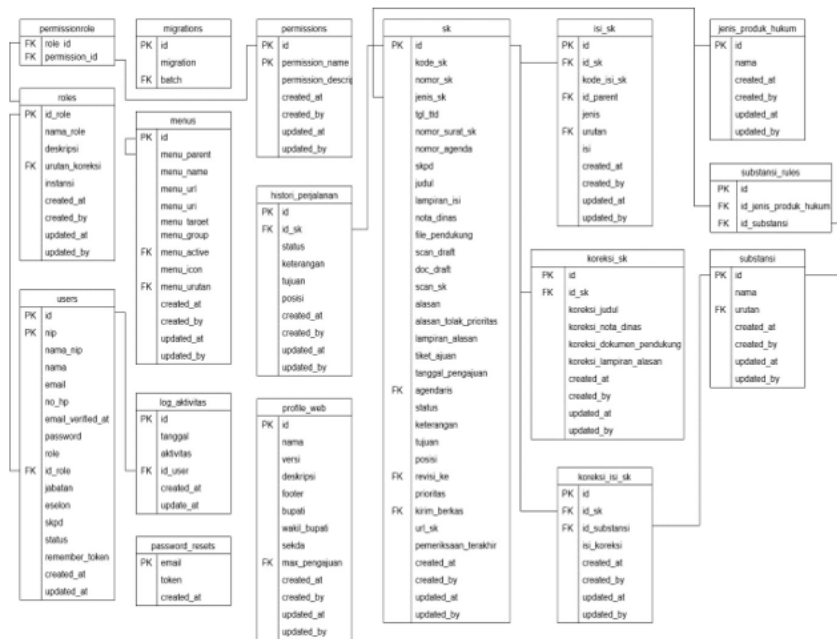 permissionrole
FK role_id
FK permission_id
roles
PK id_role
nama_role
deskripsi
FK urutan_koreksi
instansi
created_at
created_by
updated_at
updated_by
users
PK id
PK nip
nama_nip
nama
email
no_hp
email_verified_at
password
role
FK id_role
jabatan
eselon
skpd
status
remember_token
created_at
updated_at
migrations
PK id
migration
FK batch
menus
PK id
menu_parent
menu_name
menu_url
menu_uri
menu_target
menu_group
FK menu_active
menu_icon
FK menu_urutan
created_at
created_by
updated_at
updated_by
log_aktivitas
PK id
tanggal
aktivitas
FK id_user
created_at
update_at
password_resets
PK email
token
created_at
permissions
PK id
PK permission_name
permission_descrip
created_at
created_by
updated_at
updated_by
histori_perjalanan
PK id
FK id_sk
status
keterangan
tujuan
posisi
created_at
created_by
updated_at
updated_by
profile_web
PK id
nama
versi
deskripsi
footer
bupati
wakil_bupati
sekda
FK max_pengajuan
created_at
created_by
updated_at
updated_by
sk
PK id
kode_sk
nomor_sk
jenis_sk
tgl_ttd
nomor_surat_sk
nomor_agenda
skpd
judul
lampiran_isi
nota_dinas
file_pendukung
scan_draft
doc_draft
scan_sk
alasan
alasan_tolak_prioritas
lampiran_alasan
tiket_ajuan
tanggal_pengajuan
FK agendaris
status
keterangan
tujuan
posisi
FK revisi_ke
prioritas
FK kirim_berkas
url_sk
pemeriksaan_terakhir
created_at
created_by
updated_at
updated_by
isi_sk
PK id
FK id_sk
kode_isi_sk
FK id_parent
jenis
FK urutan
isi
created_at
created_by
updated_at
updated_by
koreksi_sk
PK id
FK id_sk
koreksi_judul
koreksi_nota_dinas
koreksi_dokumen_pendukung
koreksi_lampiran_alasan
created_at
created_by
updated_at
updated_by
koreksi_isi_sk
PK id
FK id_sk
FK id_substansi
isi_koreksi
created_at
created_by
updated_at
updated_by
jenis_produk_hukum
PK id
nama
created_at
created_by
updated_at
updated_by
substansi_rules
PK id
FK id_jenis_produk_hukum
FK id_substansi
substansi
PK id
nama
FK urutan
created_at
created_by
updated_at
updated_by